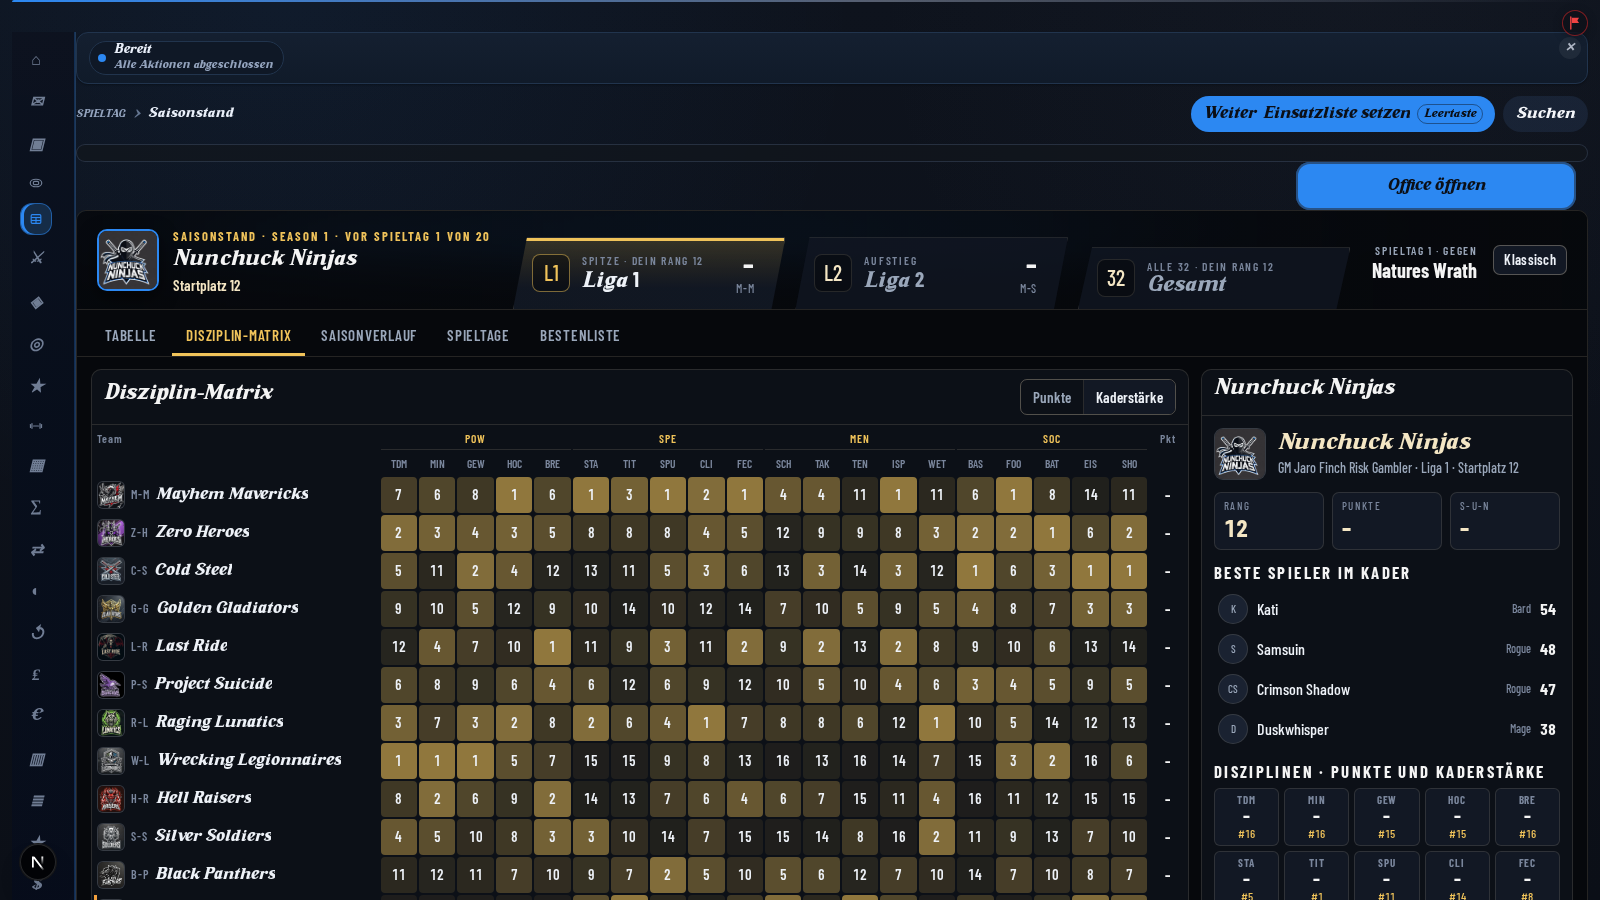 Bereit
Alle Aktionen abgeschlossen
SPIELTAG › Saisonstand
Weiter Einsatzliste setzen Leertaste
Suchen
Office öffnen
SAISONSTAND · SEASON 1 · VOR SPIELTAG 1 VON 20
Nunchuck Ninjas
Startplatz 12
L1 SPITZE · DEIN RANG 12 Liga 1 – M-M
L2 AUFSTIEG Liga 2 – M-S
32 ALLE 32 · DEIN RANG 12 Gesamt
SPIELTAG 1 · GEGEN
Natures Wrath
Klassisch
TABELLE DISZIPLIN-MATRIX SAISONVERLAUF SPIELTAGE BESTENLISTE
Disziplin-Matrix
Punkte Kaderstärke
Team POW SPE MEN SOC Pkt
TDM MIN GEW HOC BRE STA TIT SPU CLI FEC SCH TAK TEN ISP WET BAS FOO BAT EIS SHO
M-M Mayhem Mavericks 7 6 8 1 6 1 3 1 2 1 4 4 11 1 11 6 1 8 14 11 –
Z-H Zero Heroes 2 3 4 3 5 8 8 8 4 5 12 9 9 8 3 2 2 1 6 2 –
C-S Cold Steel 5 11 2 4 12 13 11 5 3 6 13 3 14 3 12 1 6 3 1 1 –
G-G Golden Gladiators 9 10 5 12 9 10 14 10 12 14 7 10 5 9 5 4 8 7 3 3 –
L-R Last Ride 12 4 7 10 1 11 9 3 11 2 9 2 13 2 8 9 10 6 13 14 –
P-S Project Suicide 6 8 9 6 4 6 12 6 9 12 10 5 10 4 6 3 4 5 9 5 –
R-L Raging Lunatics 3 7 3 2 8 2 6 4 1 7 8 8 6 12 1 10 5 14 12 13 –
W-L Wrecking Legionnaires 1 1 1 5 7 15 15 9 8 13 16 13 16 14 7 15 3 2 16 6 –
H-R Hell Raisers 8 2 6 9 2 14 13 7 6 4 6 7 15 11 4 16 11 12 15 15 –
S-S Silver Soldiers 4 5 10 8 3 3 10 14 7 15 15 14 8 16 2 11 9 13 7 10 –
B-P Black Panthers 11 12 11 7 10 9 7 2 5 10 5 6 12 7 10 14 7 10 8 7 –
Nunchuck Ninjas
Nunchuck Ninjas
GM Jaro Finch Risk Gambler · Liga 1 · Startplatz 12
RANG PUNKTE S-U-N
12 – –
BESTE SPIELER IM KADER
K Kati Bard 54
S Samsuin Rogue 48
CS Crimson Shadow Rogue 47
D Duskwhisper Mage 38
DISZIPLINEN · PUNKTE UND KADERSTÄRKE
TDM MIN GEW HOC BRE
– – – – –
#16 #16 #15 #15 #16
STA TIT SPU CLI FEC
– – – – –
#5 #1 #11 #14 #8